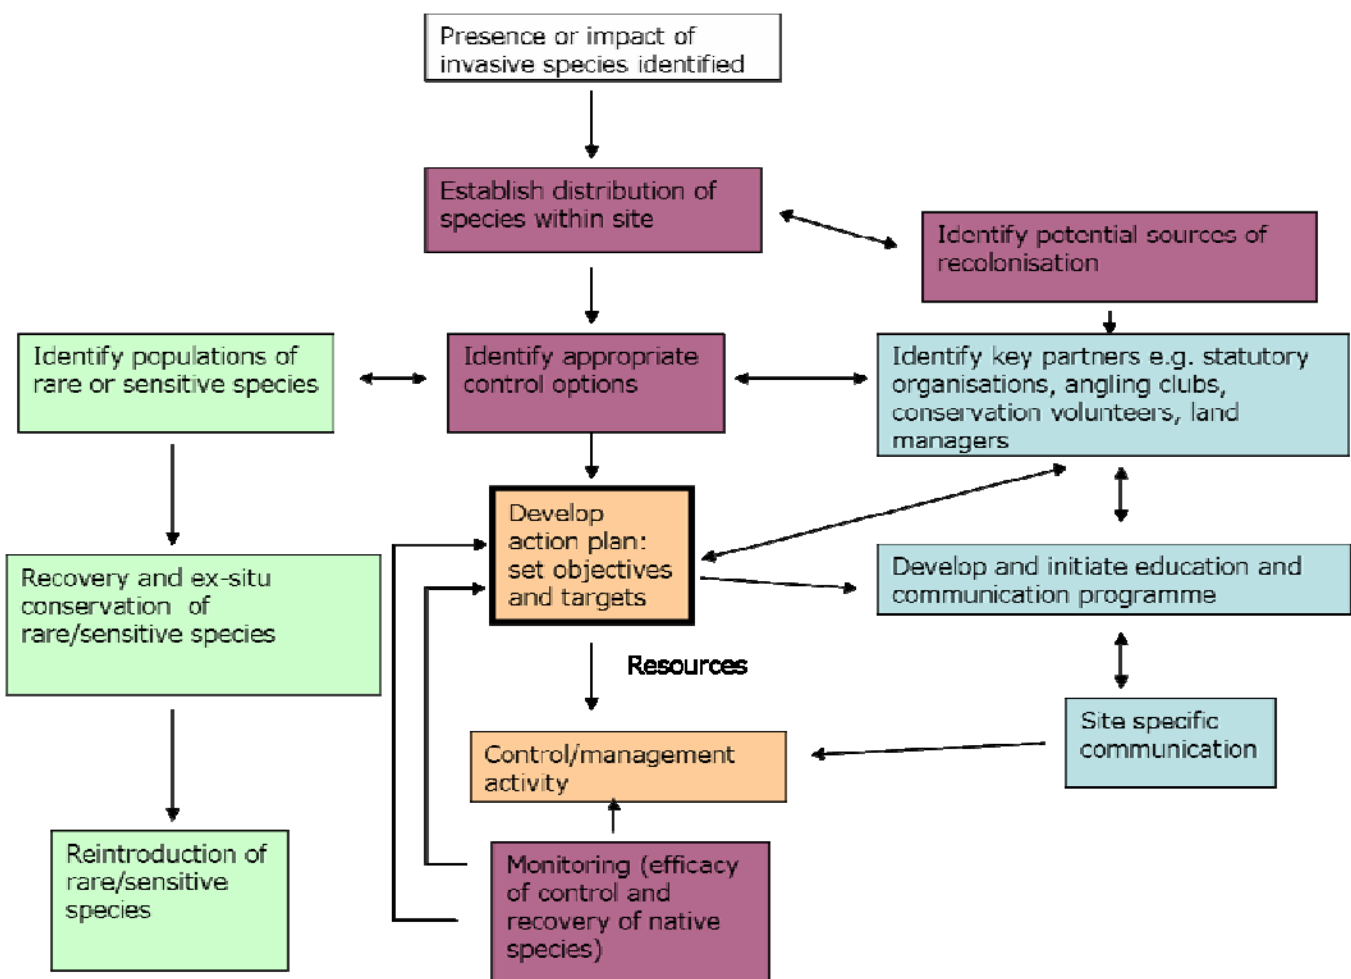 Presence or impact of
invasive species identified
Establish distribution of
species within site
Identify potential sources of
recolonisation
Identify populations of
rare or sensitive species
Identify appropriate
control options
Identify key partners e.g. statutory
organisations, angling clubs,
conservation volunteers, land
managers
Develop
action plan:
set objectives
and targets
Recovery and ex-situ
conservation of
rare/sensitive species
Develop and initiate education and
communication programme
Resources
Site specific
communication
Control/management
activity
Reintroduction of
rare/sensitive
species
Monitoring (efficacy
of control and
recovery of native
species)